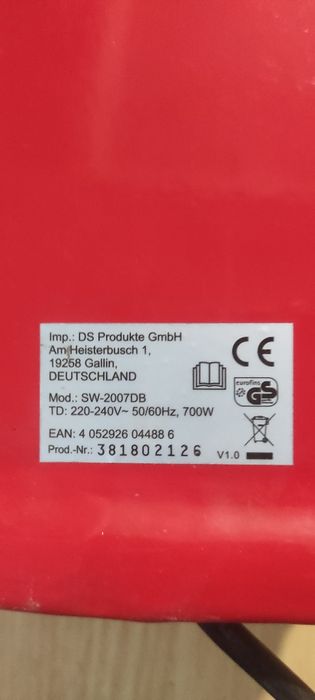 Imp.: DS Produkte GmbH
Am Heisterbusch 1,
19258 Gallin,
DEUTSCHLAND
CE
eurofins
GS
Mod.: SW-2007DB
TD: 220-240V~ 50/60Hz, 700W
EAN: 4 052926 04488 6
Prod.-Nr.: 381802126
V1.0